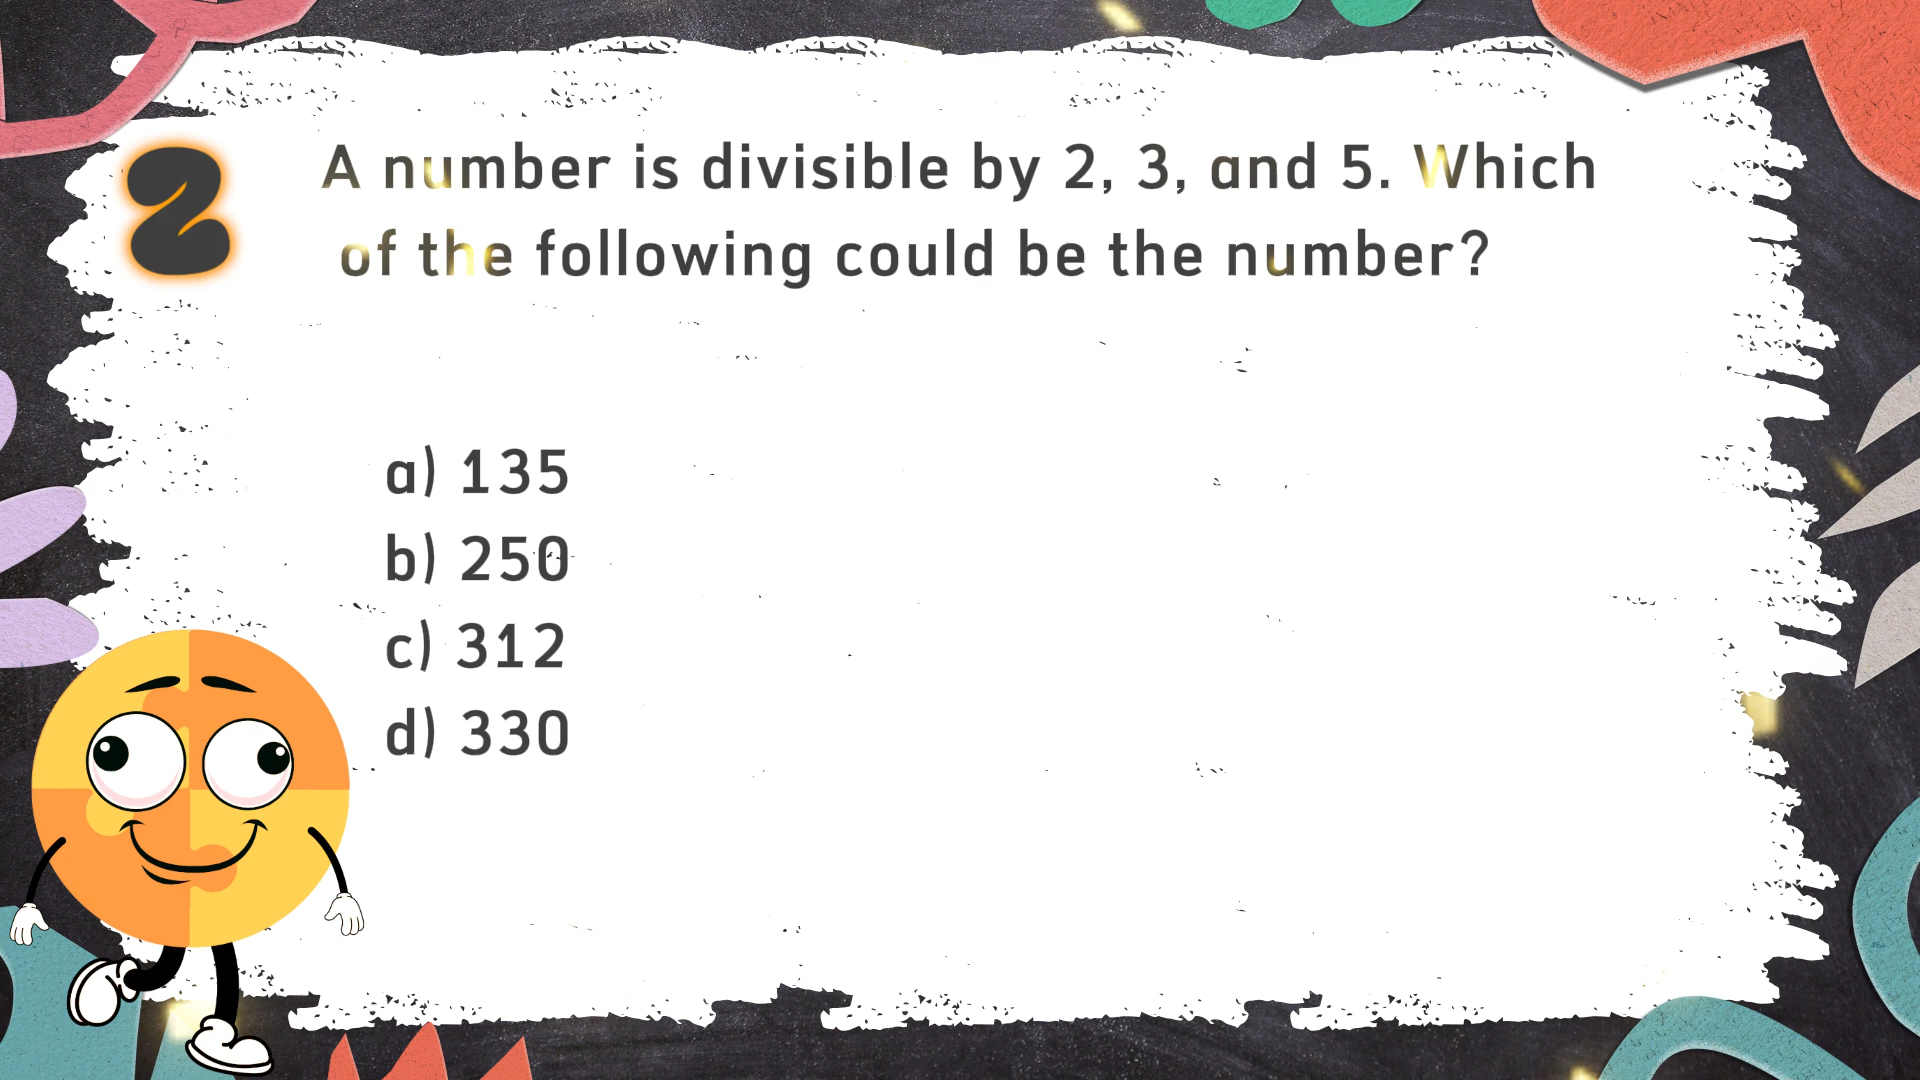 2
A number is divisible by 2, 3, and 5. Which
of the following could be the number?
a) 135
b) 250
c) 312
d) 330